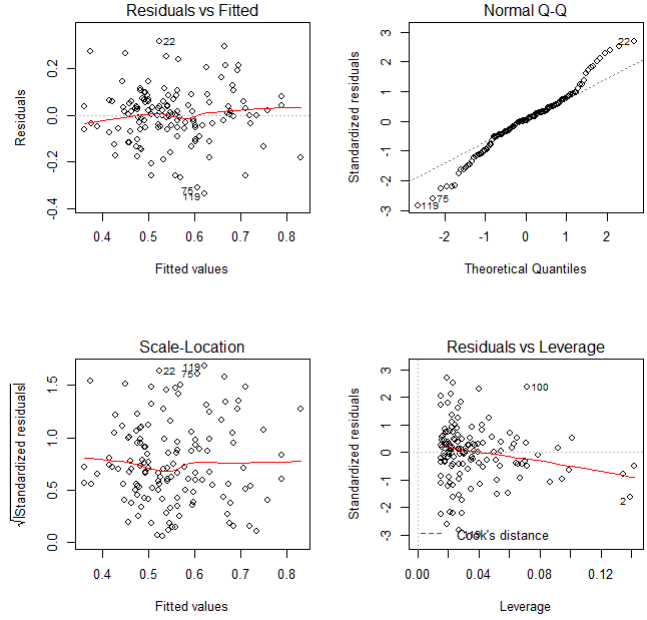 Residuals vs Fitted
Residuals
0.2
0.0
-0.2
-0.4
22
75
119
0.4 0.5 0.6 0.7 0.8
Fitted values
Normal Q-Q
Standardized residuals
3
2
1
0
-1
-2
-3
22
75
119
-2 -1 0 1 2
Theoretical Quantiles
Scale-Location
√|Standardized residuals|
1.5
1.0
0.5
0.0
22
119
75
0.4 0.5 0.6 0.7 0.8
Fitted values
Residuals vs Leverage
Standardized residuals
3
2
1
0
-1
-2
-3
100
2
Cook's distance
0.00 0.04 0.08 0.12
Leverage